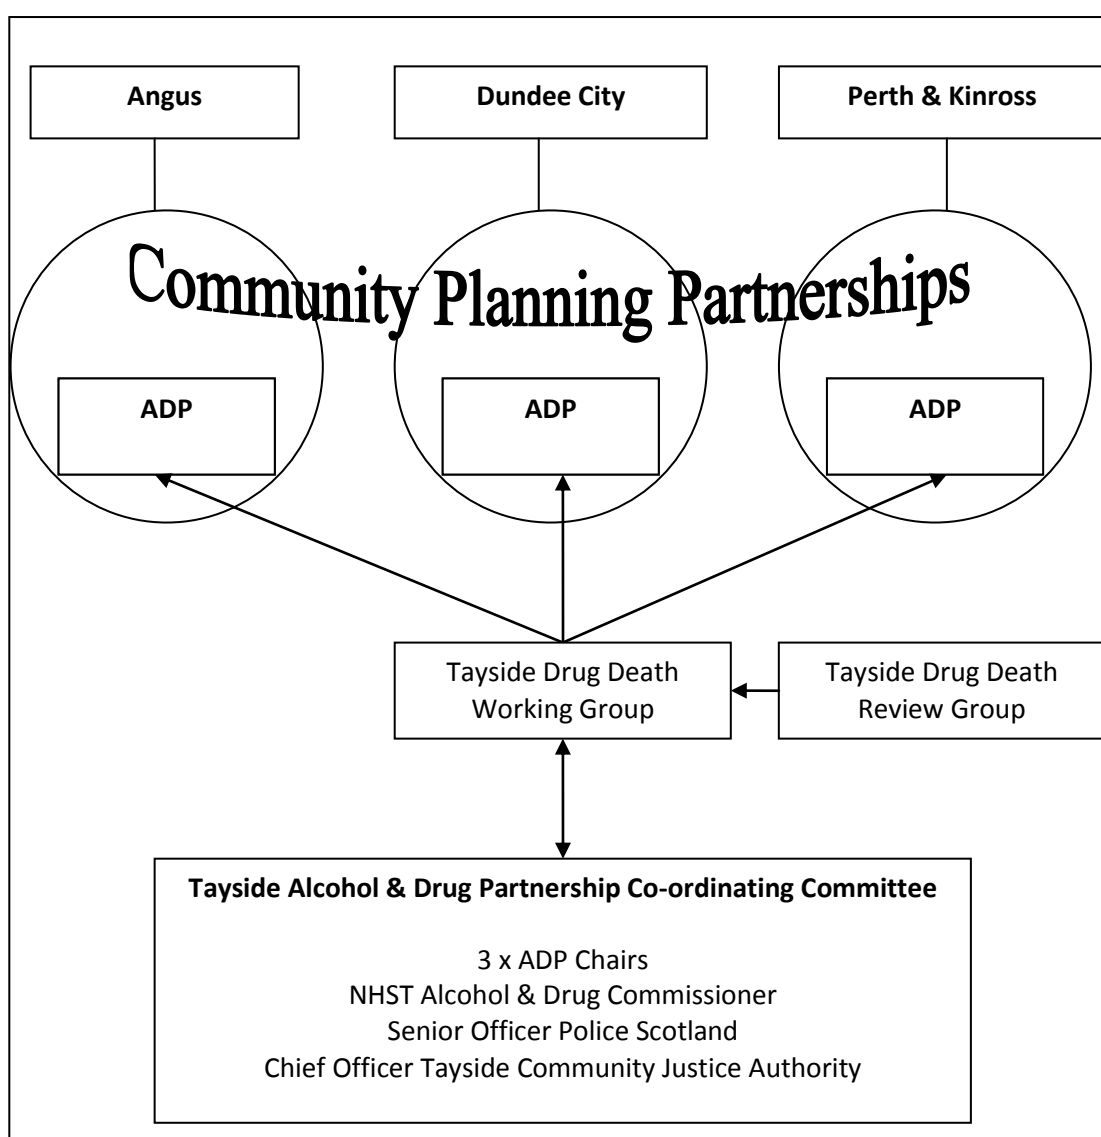 Angus
Dundee City
Perth & Kinross
Community Planning Partnerships
ADP
ADP
ADP
Tayside Drug Death
Working Group
Tayside Drug Death
Review Group
Tayside Alcohol & Drug Partnership Co-ordinating Committee
3 x ADP Chairs
NHST Alcohol & Drug Commissioner
Senior Officer Police Scotland
Chief Officer Tayside Community Justice Authority